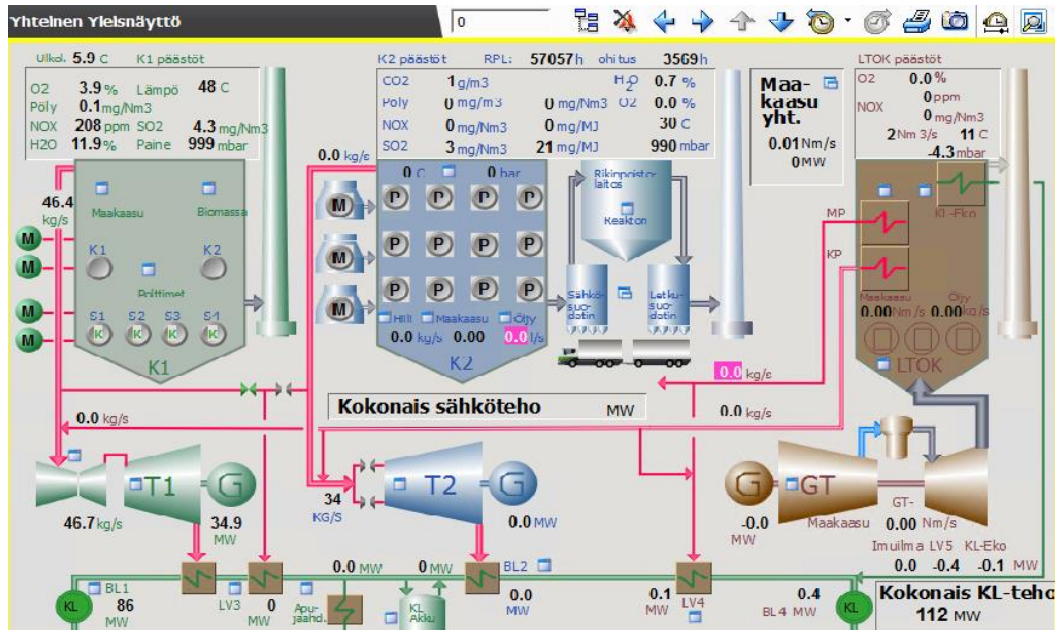 Yhteinen Yleisnäyttö
0
Ulkol. 5.9 C K1 päästöt
O2 3.9 % Lämpö 48 C
Pöly 0.1 mg/Nm3
NOX 208 ppm SO2 4.3 mg/Nm3
H2O 11.9 % Paine 999 mbar
K2 päästöt RPL: 57057 h ohitus 3569 h
CO2 1 g/m3 H2O 0.7 %
Poly 0 mg/m3 0 mg/Nm3 O2 0.0 %
NOX 0 mg/Nm3 0 mg/MJ 30 C
SO2 3 mg/Nm3 21 mg/MJ 990 mbar
Maa-
kaasu
yht.
0.01 Nm/s
0 MW
LTOK päästöt
O2 0.0 %
0 ppm
NOX
0 mg/Nm3
2 Nm 3/s 11 C
-4.3 mbar
46.4
kg/s
Maakaasu Biomassa
M
M
M
M
K1 K2
Polttimet
S1 S2 S3 S4
K K K K
K1
0.0 kg/s
0 C 0 bar
M
M
M
P P P P
P P P P
P P P P
Hiili Maakaasu Öljy
0.0 kg/s 0.00 0.0 l/s
K2
Rikinpoisto-
laitos
Reaktori
Sähkö-
suo-
datin
Letku-
suo-
datin
KL-Eko
MP
KP
Maakaasu Öljy
0.00 Nm/s 0.00 kg/s
LTOK
0.0 kg/s
Kokonais sähköteho MW
0.0 kg/s
0.0 kg/s
T1
G
46.7 kg/s
34.9
MW
34
KG/S
T2
G
0.0 MW
G
GT
-0.0
MW
Maakaasu
GT-
0.00 Nm/s
Imuilma LV5 KL-Eko
0.0 -0.4 -0.1 MW
KL
BL1
86
MW
LV3
0
MW
0.0 MW
Apu-
jäähd.
0 MW
KL
Akku
BL2
0.0
MW
0.1
MW
LV4
0.4
BL4 MW
KL
Kokonais KL-teho
112 MW